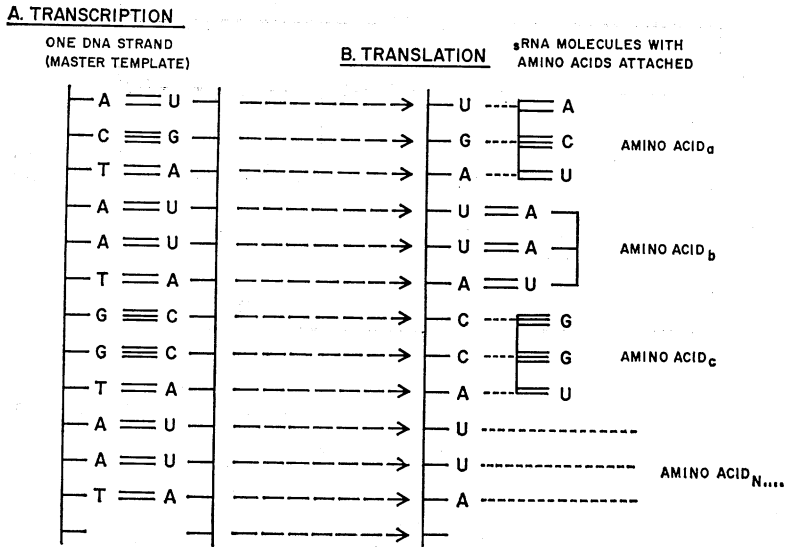 A. TRANSCRIPTION
ONE DNA STRAND
(MASTER TEMPLATE)
B. TRANSLATION
sRNA MOLECULES WITH
AMINO ACIDS ATTACHED
A U U A
C G G C AMINO ACIDa
T A A U
A U U A
A U U A AMINO ACIDb
T A A U
G C C G
G C C G AMINO ACIDc
T A A U
A U U
A U U AMINO ACIDN....
T A A